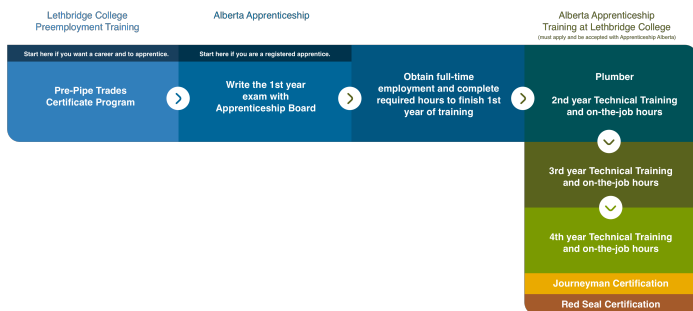 Lethbridge College
Preemployment Training
Alberta Apprenticeship
Alberta Apprenticeship
Training at Lethbridge College
(must apply and be accepted with Apprenticeship Alberta)
Start here if you want a career and to apprentice.
Start here if you are a registered apprentice.
Pre-Pipe Trades
Certificate Program
Write the 1st year
exam with
Apprenticeship Board
Obtain full-time
employment and complete
required hours to finish 1st
year of training
Plumber
2nd year Technical Training
and on-the-job hours
3rd year Technical Training
and on-the-job hours
4th year Technical Training
and on-the-job hours
Journeyman Certification
Red Seal Certification